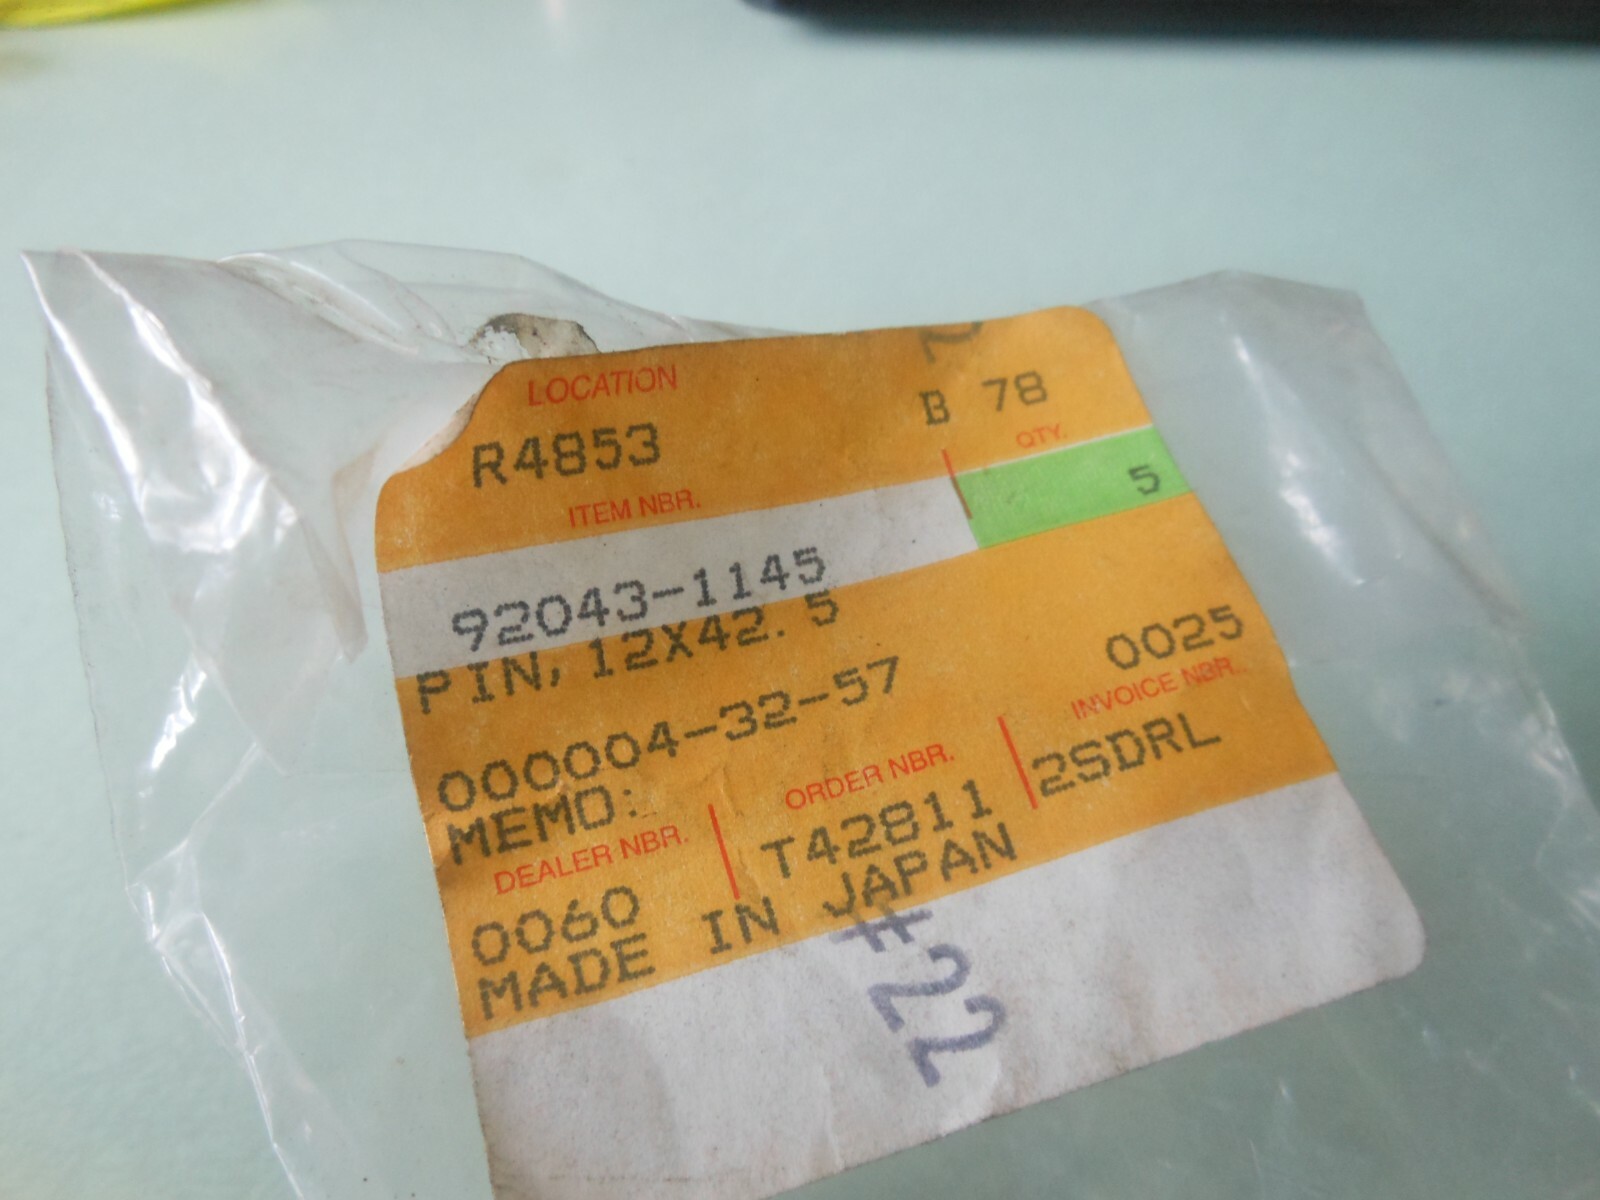 LOCATION
R4853 B 78
ITEM NBR. QTY.
92043-1145 5
PIN, 12X42.5
000004-32-57 0025
MEMO: ORDER NBR. INVOICE NBR.
DEALER NBR. T42811 2SDRL
0060
MADE IN JAPAN
#22